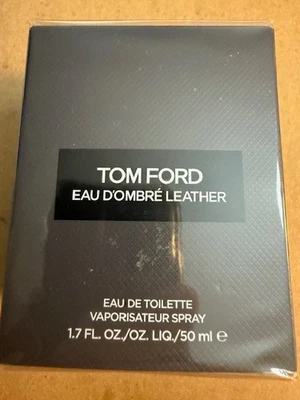 TOM FORD
EAU D'OMBRÉ LEATHER
EAU DE TOILETTE
VAPORISATEUR SPRAY
1.7 FL. OZ./OZ. LIQ./50 ml ℮